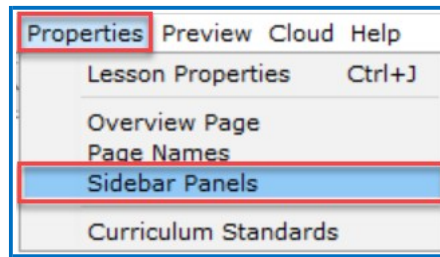 Properties Preview Cloud Help
Lesson Properties Ctrl+J
Overview Page
Page Names
Sidebar Panels
Curriculum Standards